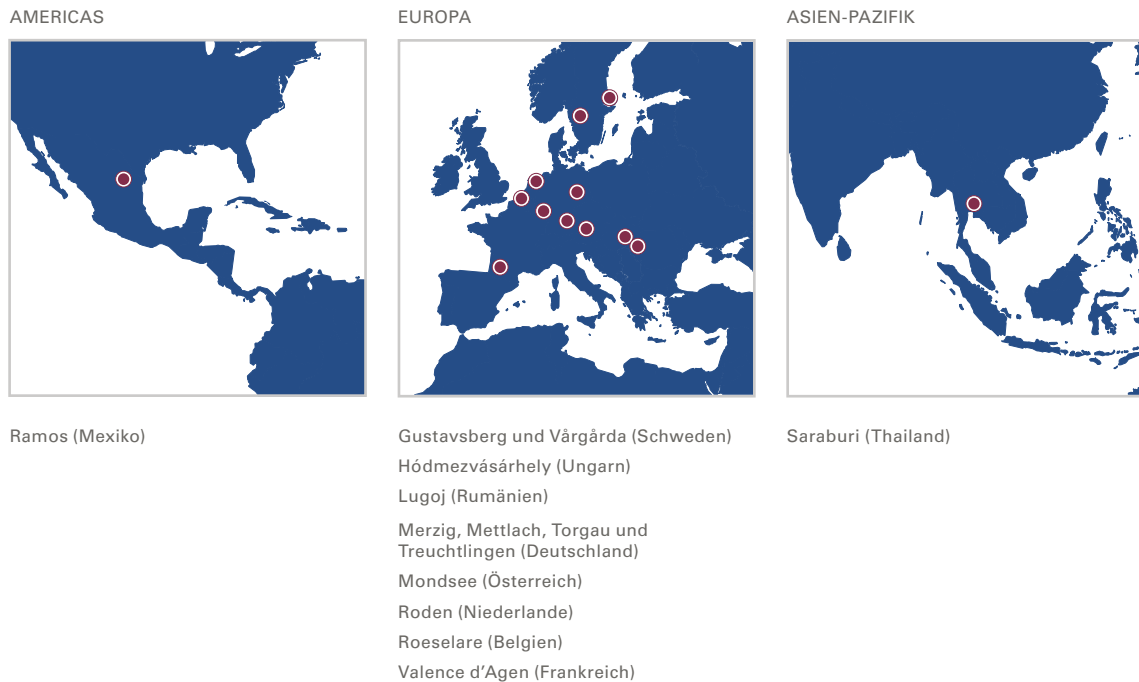 AMERICAS
Ramos (Mexiko)
EUROPA
Gustavsberg und Vårgårda (Schweden)
Hódmezvásárhely (Ungarn)
Lugoj (Rumänien)
Merzig, Mettlach, Torgau und
Treuchtlingen (Deutschland)
Mondsee (Österreich)
Roden (Niederlande)
Roeselare (Belgien)
Valence d’Agen (Frankreich)
ASIEN-PAZIFIK
Saraburi (Thailand)